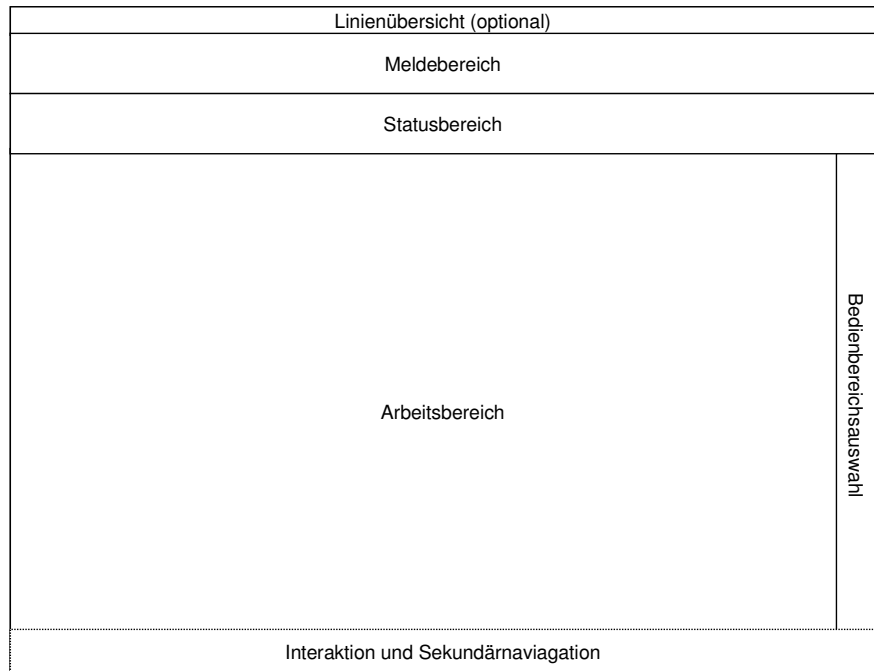 Linienübersicht (optional)
Meldebereich
Statusbereich
Arbeitsbereich
Bedienbereichsauswahl
Interaktion und Sekundärnaviagation